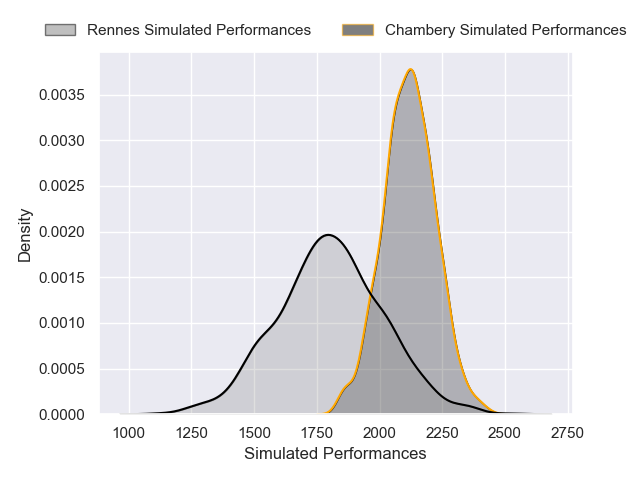 Rennes Simulated Performances
Chambery Simulated Performances
Density
0.0035
0.0030
0.0025
0.0020
0.0015
0.0010
0.0005
0.0000
1000 1250 1500 1750 2000 2250 2500 2750
Simulated Performances